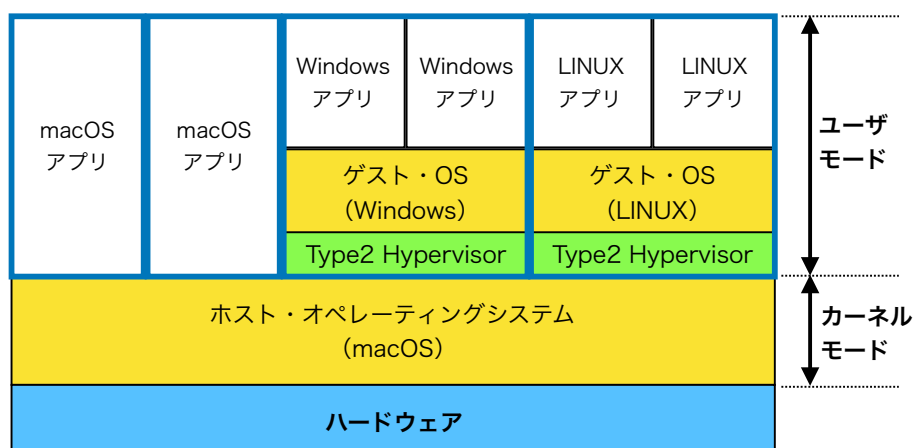 macOS
アプリ
macOS
アプリ
Windows
アプリ
Windows
アプリ
LINUX
アプリ
LINUX
アプリ
ゲスト・OS
（Windows）
ゲスト・OS
（LINUX）
Type2 Hypervisor
Type2 Hypervisor
ユーザ
モード
ホスト・オペレーティングシステム
（macOS）
カーネル
モード
ハードウェア